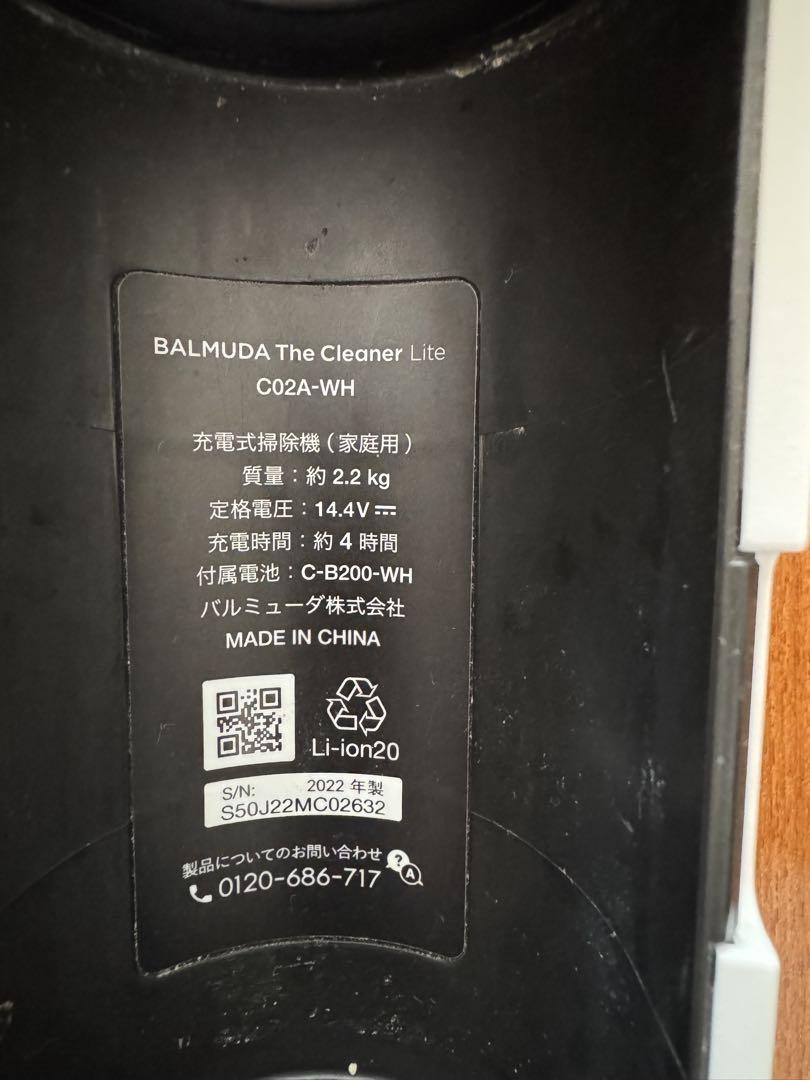 BALMUDA The Cleaner Lite
C02A-WH
充電式掃除機（家庭用）
質量：約 2.2 kg
定格電圧：14.4V ⎓
充電時間：約 4 時間
付属電池：C-B200-WH
バルミューダ株式会社
MADE IN CHINA
Li-ion20
S/N: 2022 年製
S50J22MC02632
製品についてのお問い合わせ ? A
0120-686-717